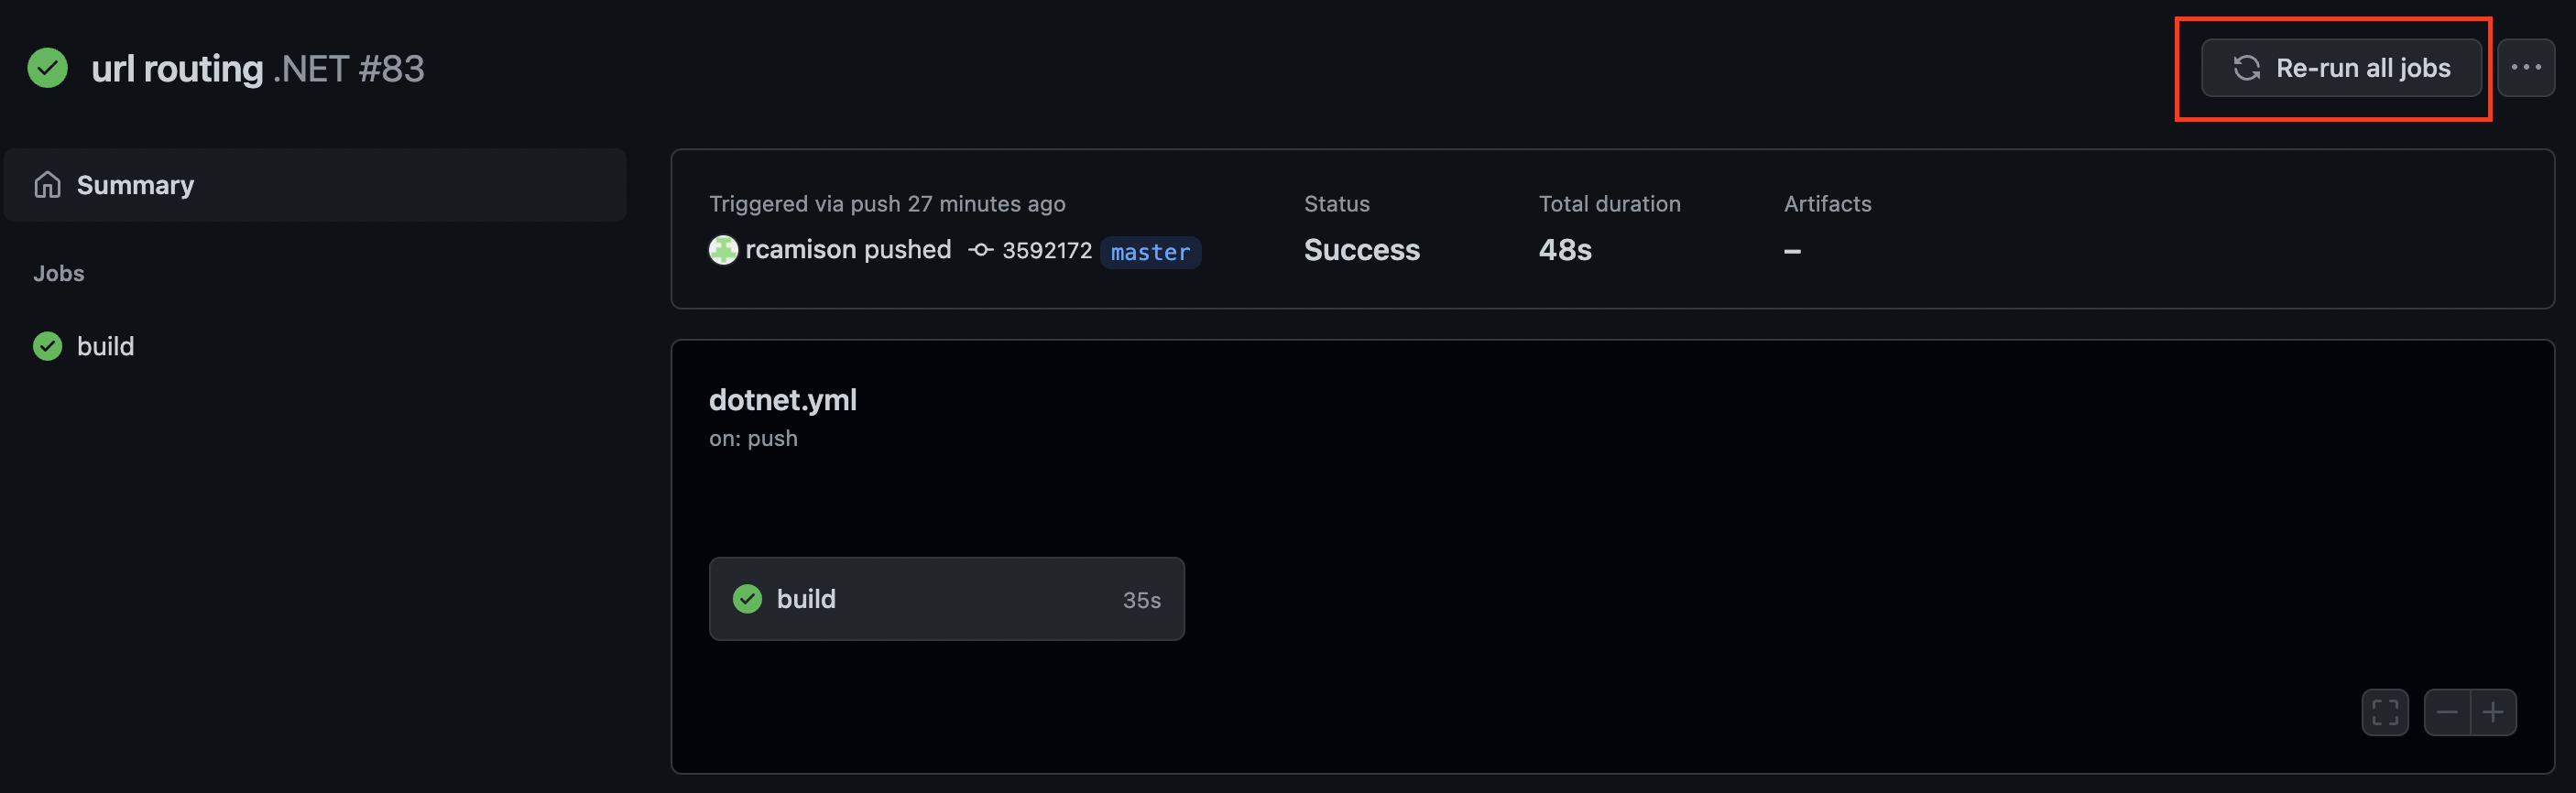 url routing .NET #83
Re-run all jobs
Summary
Jobs
build
Triggered via push 27 minutes ago
rcamison pushed 3592172 master
Status
Success
Total duration
48s
Artifacts
–
dotnet.yml
on: push
build 35s